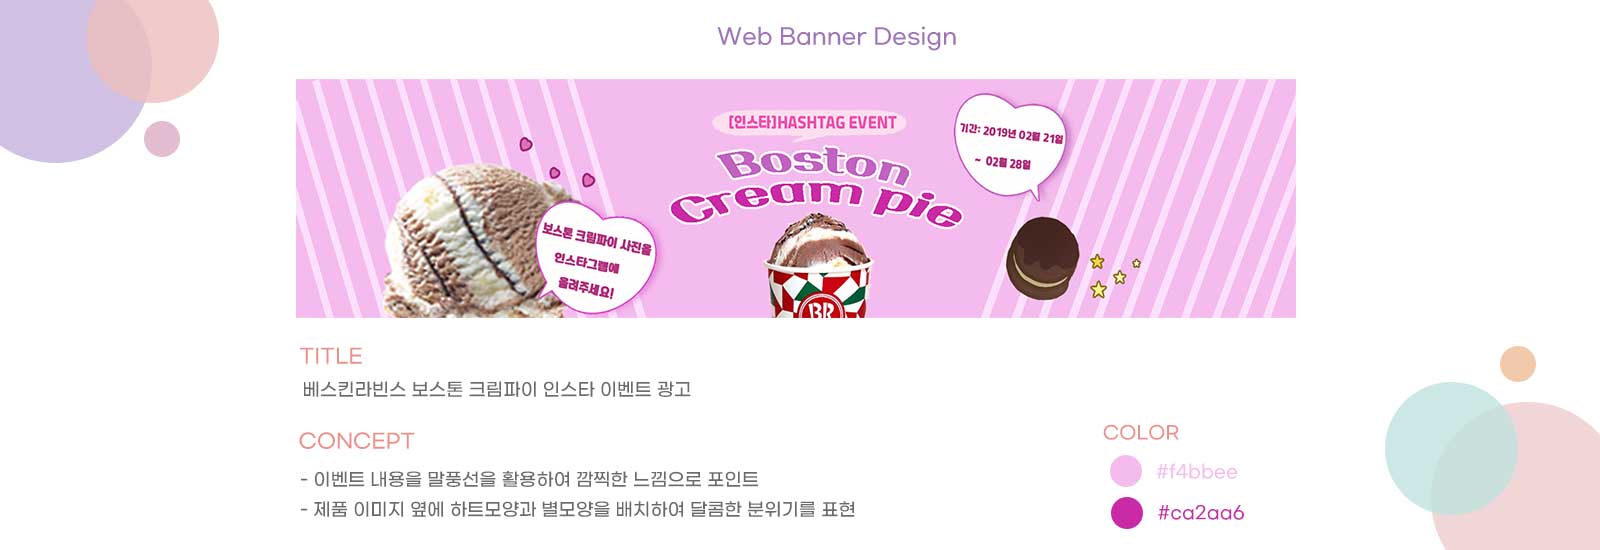 Web Banner Design
[인스타]HASHTAG EVENT
Boston
Cream pie
기간: 2019년 02월 21일
~ 02월 28일
보스톤 크림파이 사진을
인스타그램에
올려주세요!
BR
TITLE
베스킨라빈스 보스톤 크림파이 인스타 이벤트 광고
CONCEPT
- 이벤트 내용을 말풍선을 활용하여 깜찍한 느낌으로 포인트
- 제품 이미지 옆에 하트모양과 별모양을 배치하여 달콤한 분위기를 표현
COLOR
#f4bbee
#ca2aa6